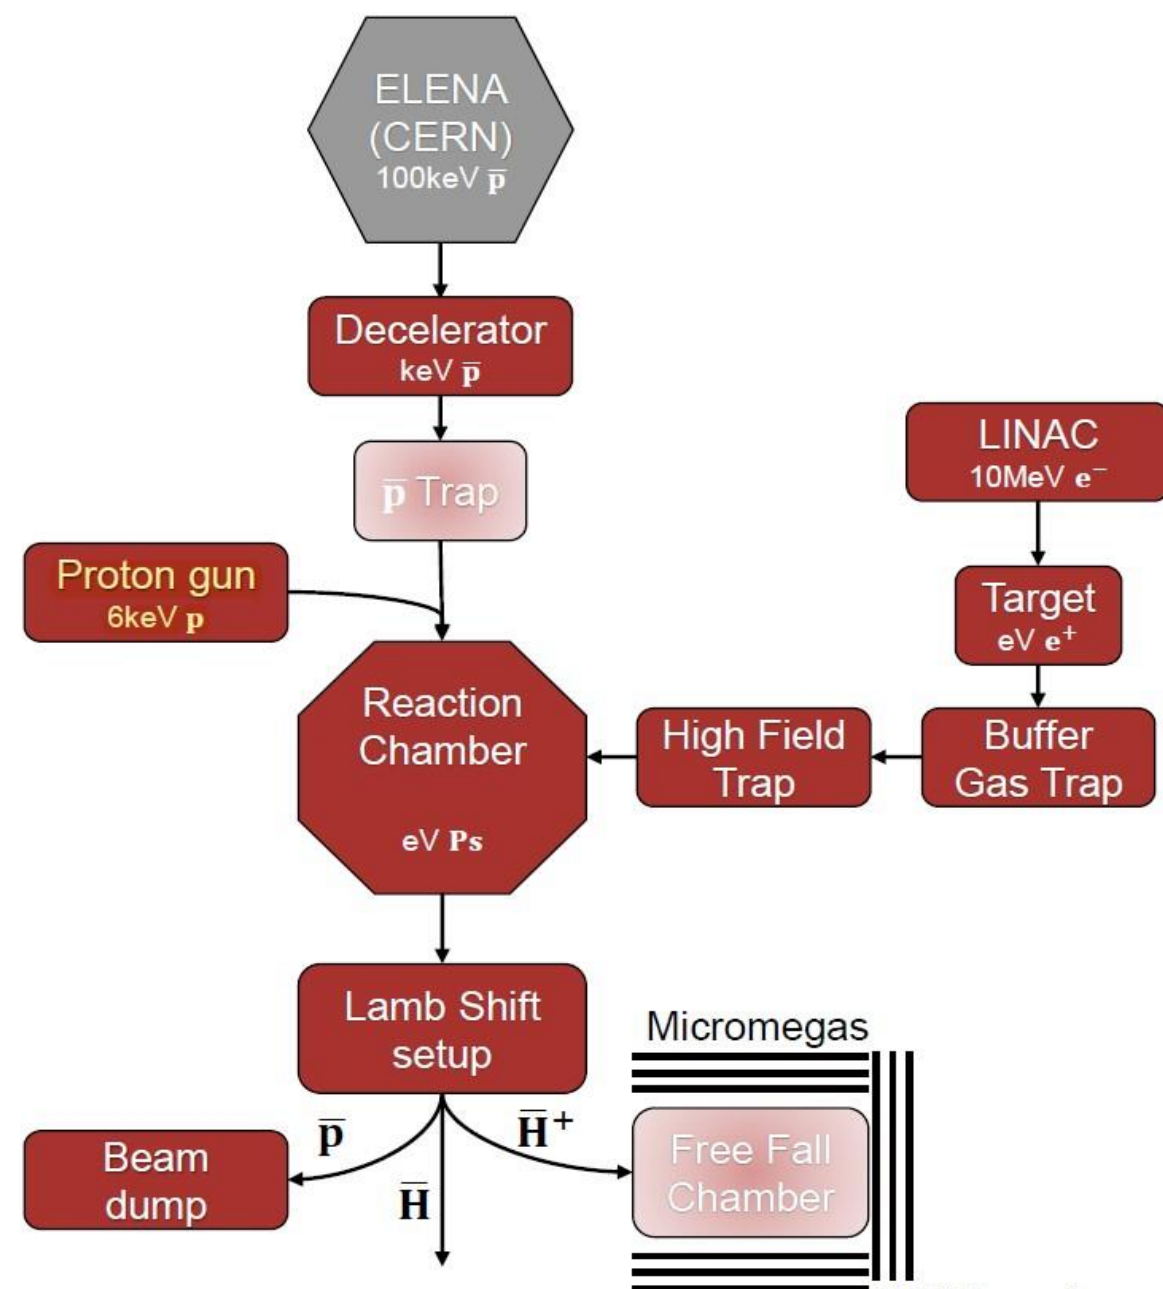 ELENA
(CERN)
100keV p̅
Decelerator
keV p̅
p̅ Trap
LINAC
10MeV e⁻
Proton gun
6keV p
Target
eV e⁺
Reaction
Chamber
eV Ps
High Field
Trap
Buffer
Gas Trap
Lamb Shift
setup
Micromegas
p̅
H̅⁺
H̅
Beam
dump
Free Fall
Chamber